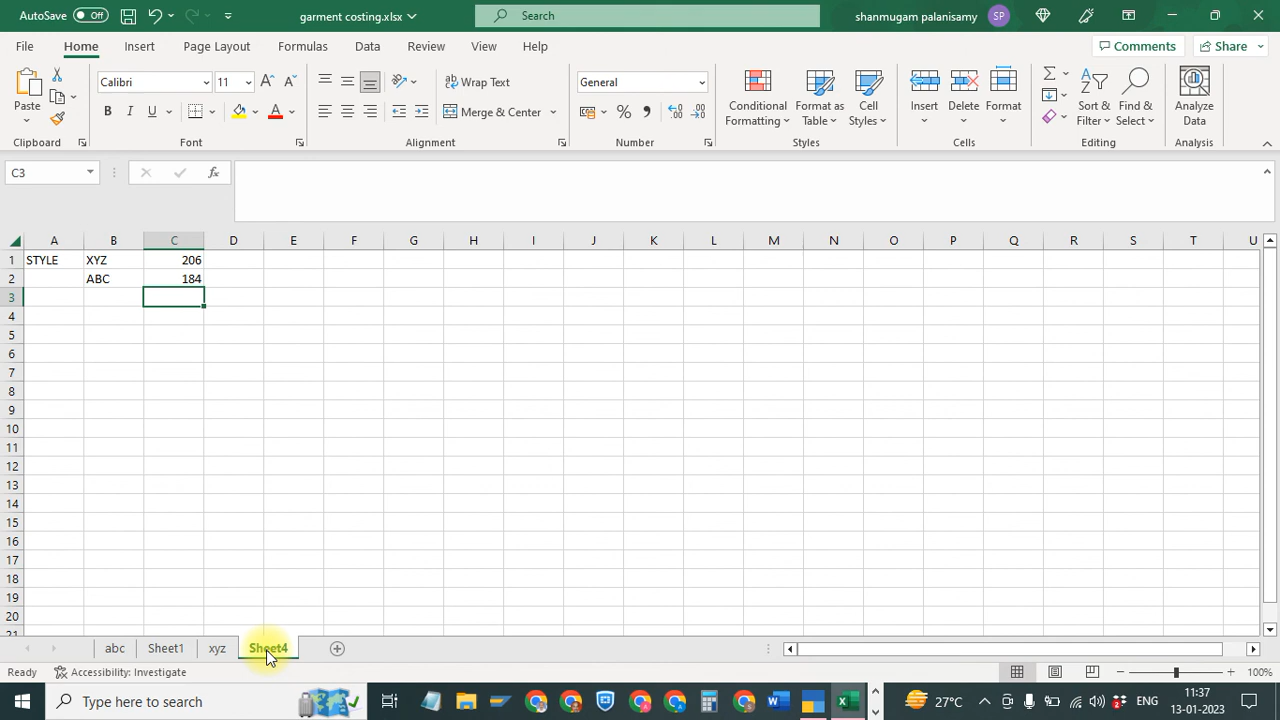 AutoSave Off garment costing.xlsx Search shanmugam palanisamy SP
File Home Insert Page Layout Formulas Data Review View Help Comments Share
Paste Calibri 11 Wrap Text General Conditional Formatting Format as Table Cell Styles Insert Delete Format Sort & Filter Find & Select Analyze Data
B I U A Merge & Center %
Clipboard Font Alignment Number Styles Cells Editing Analysis
C3 fx
A B C D E F G H I J K L M N O P Q R S T U
1 STYLE XYZ 206
2 ABC 184
3
4
5
6
7
8
9
10
11
12
13
14
15
16
17
18
19
20
21
abc Sheet1 xyz Sheet4
Ready Accessibility: Investigate 100%
Type here to search W X 27°C ENG 11:37
13-01-2023